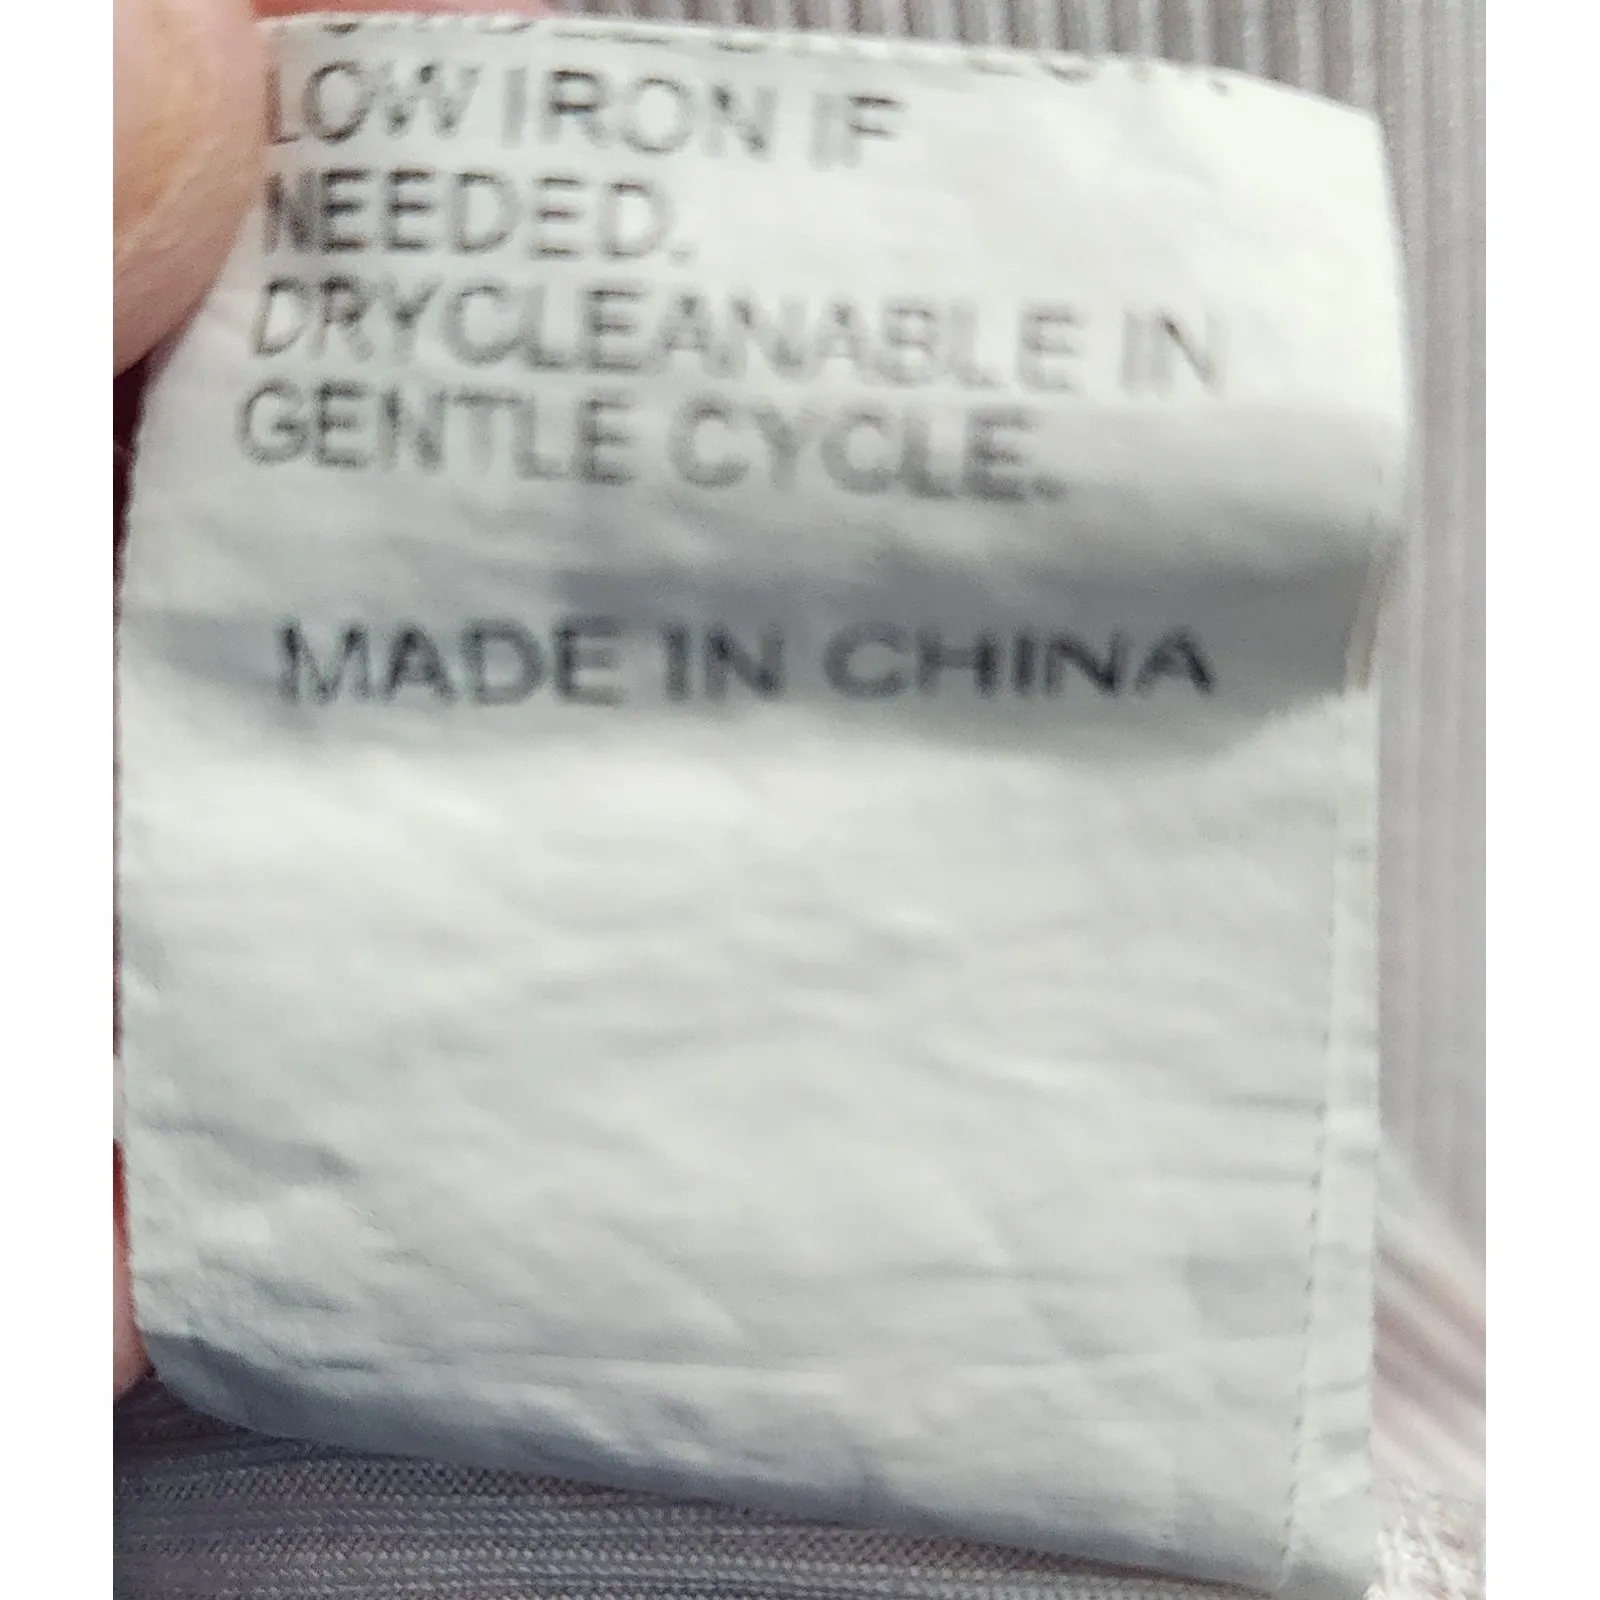 LOW IRON IF
NEEDED.
DRYCLEANABLE IN
GENTLE CYCLE.
MADE IN CHINA